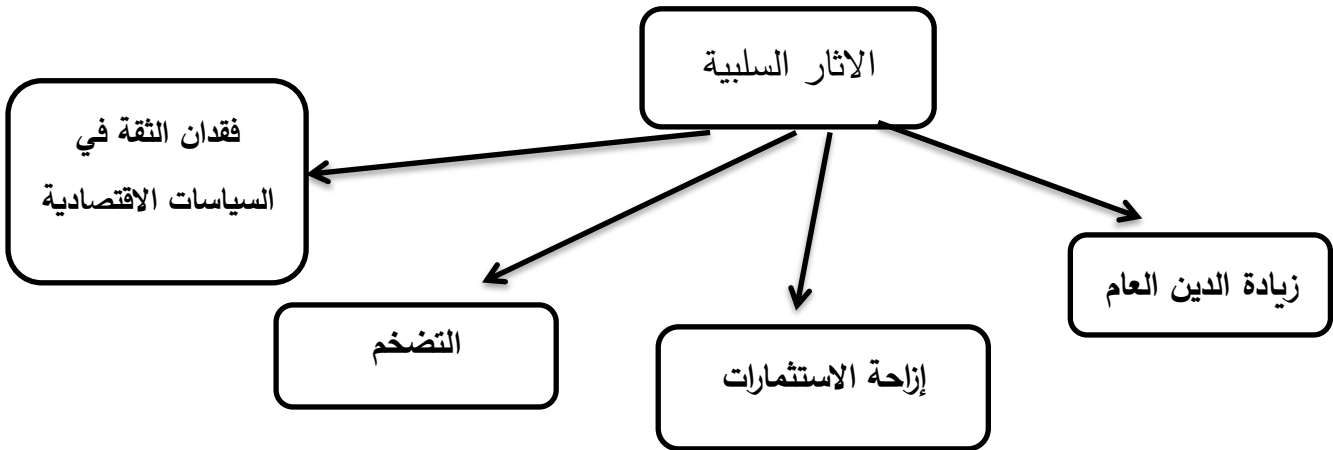 الاثار السلبية
فقدان الثقة في
السياسات الاقتصادية
زيادة الدين العام
التضخم
إزاحة الاستثمارات